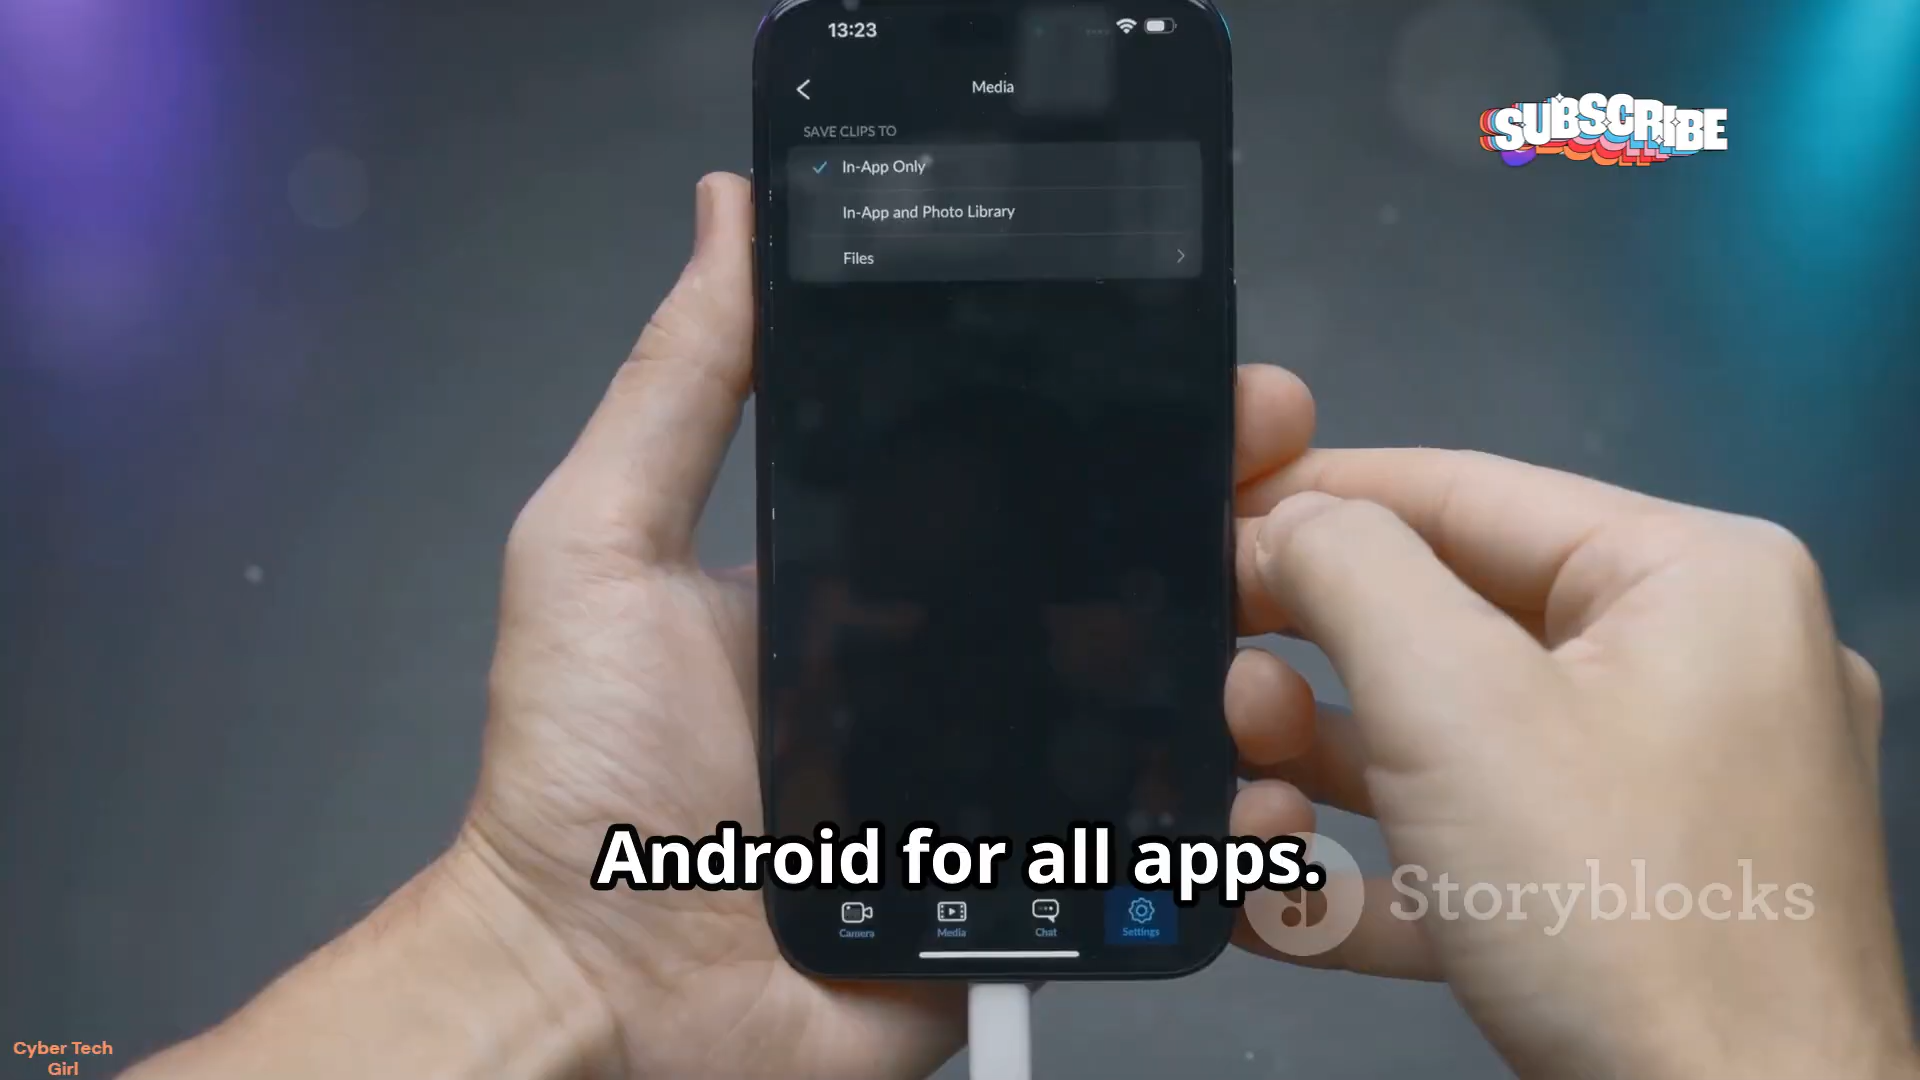 13:23
Media
SAVE CLIPS TO
In-App Only
In-App and Photo Library
Files
SUBSCRIBE
Android for all apps.
Storyblocks
Camera
Media
Chat
Settings
Cyber Tech
Girl